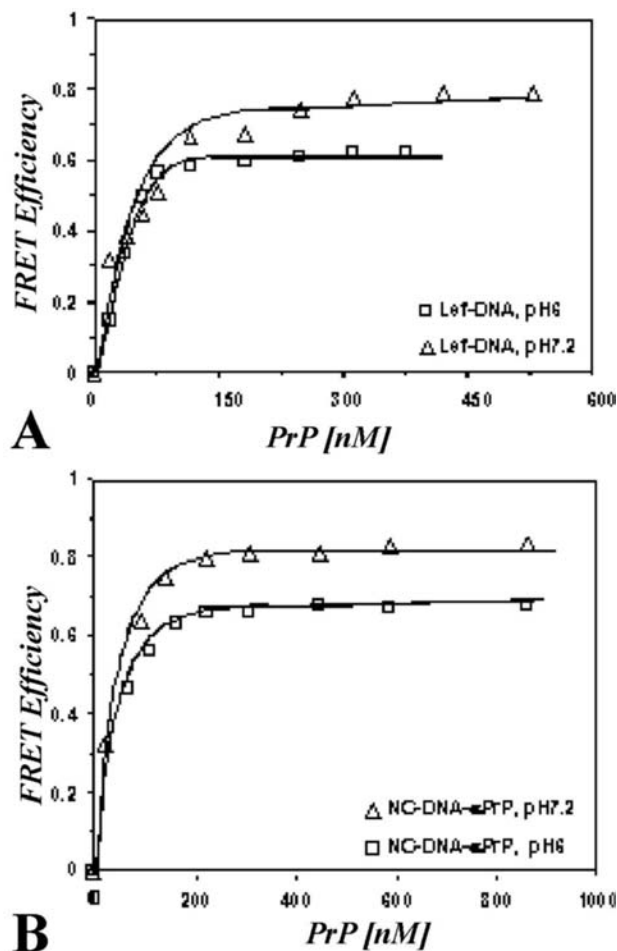 1
0.8
0.6
0.4
0.2
0
FRET Efficiency
Lef-DNA, pH6
Lef-DNA, pH7.2
0 150 300 450 600
A
PrP [nM]
1
0.8
0.6
0.4
0.2
0
FRET Efficiency
NC-DNA-αPrP, pH7.2
NC-DNA-αPrP, pH6
0 200 400 600 800 1000
B
PrP [nM]